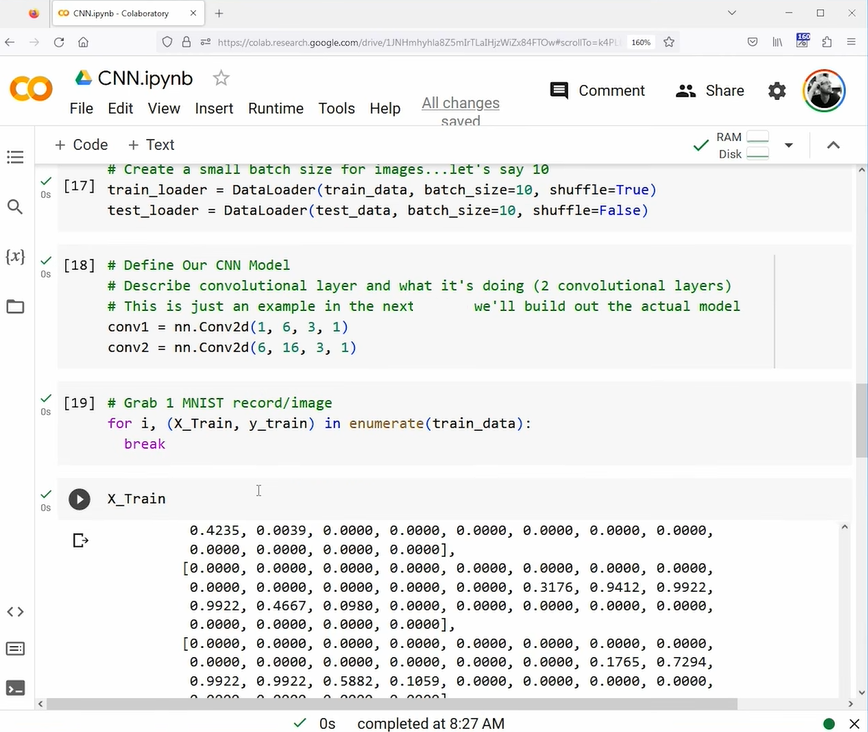 CNN.ipynb - Colaboratory
https://colab.research.google.com/drive/1JNHmhyhla8Z5mIrTLaIHjzWiZx84FTOw#scrollTo=k4PL
160%
160
CNN.ipynb
File Edit View Insert Runtime Tools Help
All changes saved
Comment
Share
+ Code + Text
RAM
Disk
# Create a small batch size for images...let's say 10
0s
[17]
train_loader = DataLoader(train_data, batch_size=10, shuffle=True)
test_loader = DataLoader(test_data, batch_size=10, shuffle=False)
0s
[18]
# Define Our CNN Model
# Describe convolutional layer and what it's doing (2 convolutional layers)
# This is just an example in the next we'll build out the actual model
conv1 = nn.Conv2d(1, 6, 3, 1)
conv2 = nn.Conv2d(6, 16, 3, 1)
0s
[19]
# Grab 1 MNIST record/image
for i, (X_Train, y_train) in enumerate(train_data):
break
0s
X_Train
0.4235, 0.0039, 0.0000, 0.0000, 0.0000, 0.0000, 0.0000, 0.0000,
0.0000, 0.0000, 0.0000, 0.0000],
[0.0000, 0.0000, 0.0000, 0.0000, 0.0000, 0.0000, 0.0000, 0.0000,
0.0000, 0.0000, 0.0000, 0.0000, 0.0000, 0.3176, 0.9412, 0.9922,
0.9922, 0.4667, 0.0980, 0.0000, 0.0000, 0.0000, 0.0000, 0.0000,
0.0000, 0.0000, 0.0000, 0.0000],
[0.0000, 0.0000, 0.0000, 0.0000, 0.0000, 0.0000, 0.0000, 0.0000,
0.0000, 0.0000, 0.0000, 0.0000, 0.0000, 0.0000, 0.1765, 0.7294,
0.9922, 0.9922, 0.5882, 0.1059, 0.0000, 0.0000, 0.0000, 0.0000,
0.0000, 0.0000, 0.0000, 0.0000]
0s completed at 8:27 AM